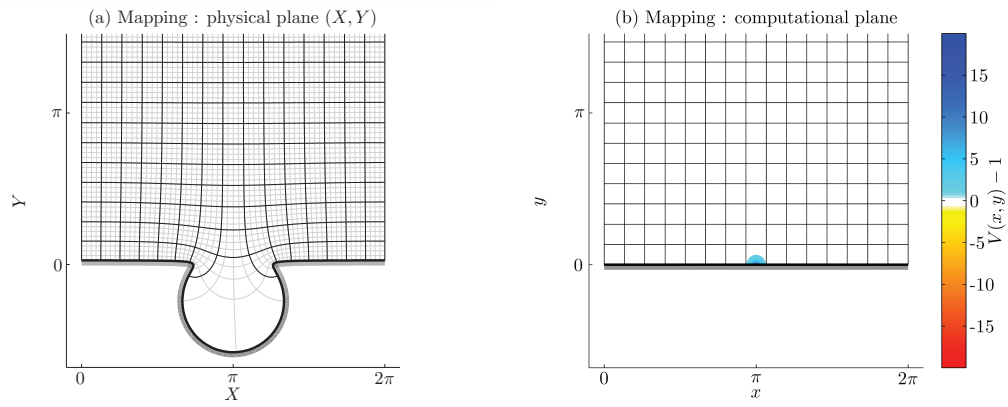 (a) Mapping : physical plane (X, Y)
π
Y
0
0
π
2π
X
(b) Mapping : computational plane
π
y
0
0
π
2π
x
15
10
5
0
-5
-10
-15
V(x, y) − 1